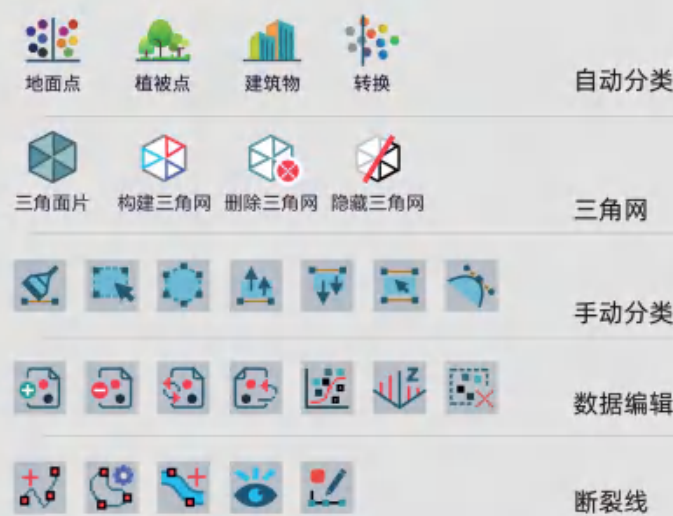 地面点 植被点 建筑物 转换 自动分类
三角面片 构建三角网 删除三角网 隐藏三角网 三角网
手动分类
Z
数据编辑
断裂线